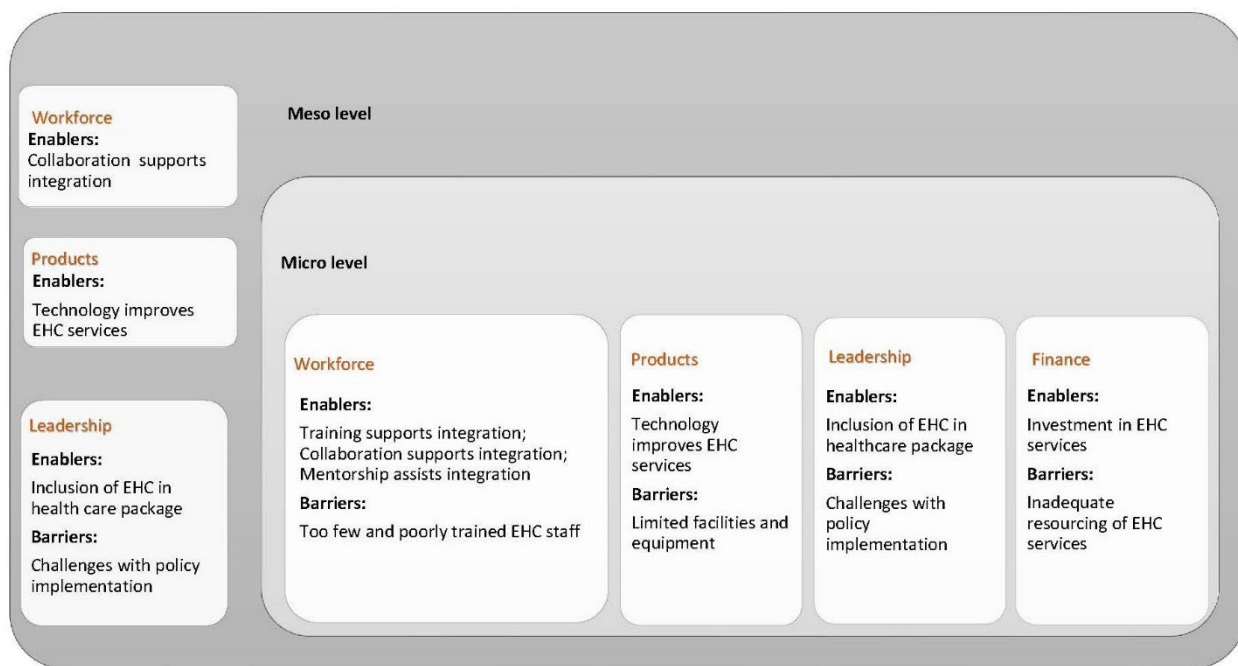 Workforce
Enablers:
Collaboration supports
integration
Products
Enablers:
Technology improves
EHC services
Leadership
Enablers:
Inclusion of EHC in
health care package
Barriers:
Challenges with policy
implementation
Meso level
Micro level
Workforce
Enablers:
Training supports integration;
Collaboration supports integration;
Mentorship assists integration
Barriers:
Too few and poorly trained EHC staff
Products
Enablers:
Technology
improves EHC
services
Barriers:
Limited facilities and
equipment
Leadership
Enablers:
Inclusion of EHC in
healthcare package
Barriers:
Challenges with
policy
implementation
Finance
Enablers:
Investment in EHC
services
Barriers:
Inadequate
resourcing of EHC
services